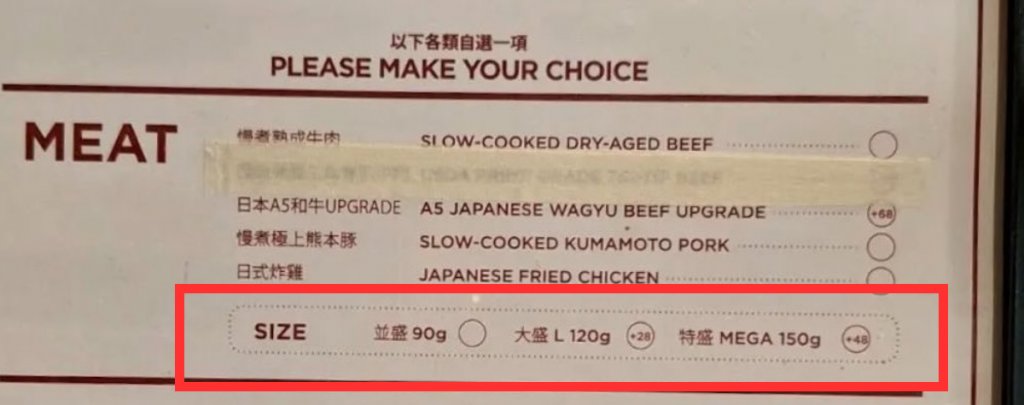 以下各類自選一項
PLEASE MAKE YOUR CHOICE
MEAT
慢煮熟成牛肉 SLOW-COOKED DRY-AGED BEEF
日本A5和牛UPGRADE A5 JAPANESE WAGYU BEEF UPGRADE +68
慢煮極上熊本豚 SLOW-COOKED KUMAMOTO PORK
日式炸雞 JAPANESE FRIED CHICKEN
SIZE 並盛 90g 大盛 L 120g +28 特盛 MEGA 150g +48